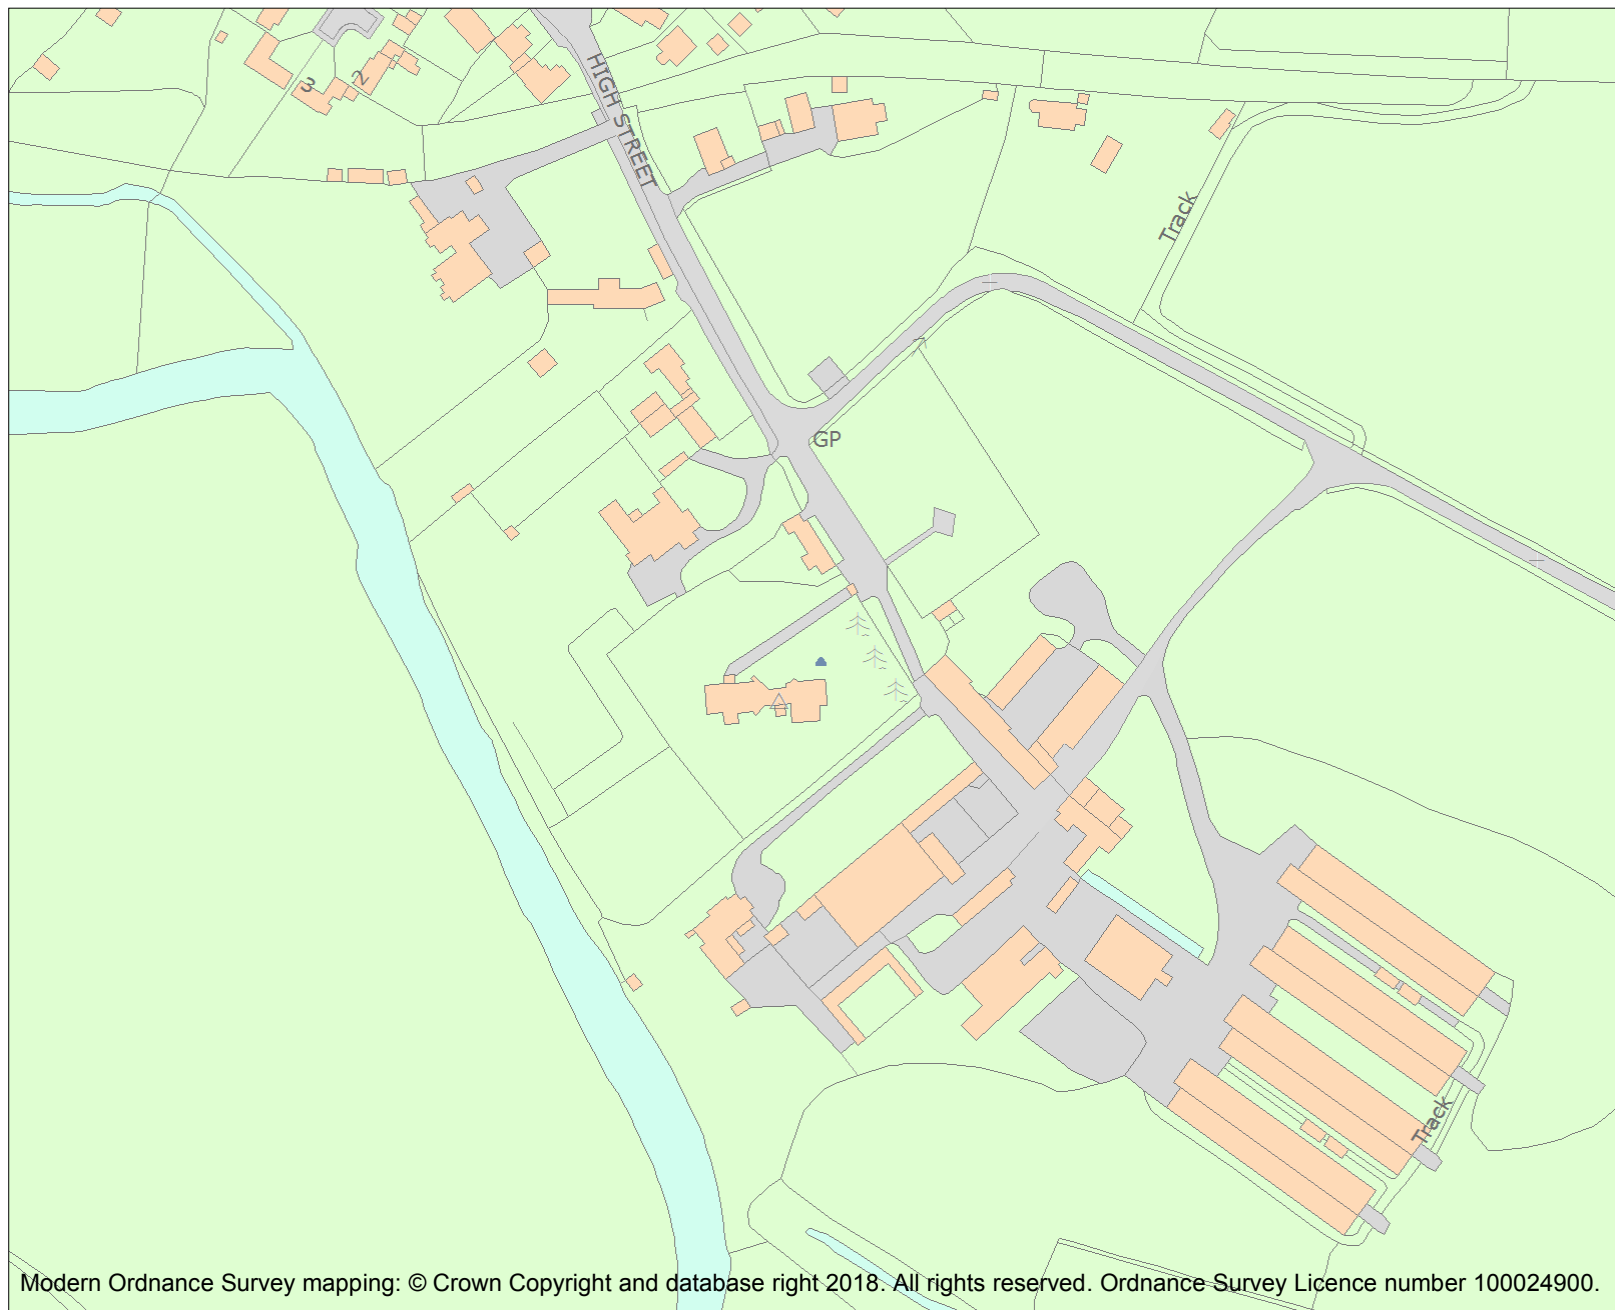 3
2
HIGH STREET
Track
GP
Track
Modern Ordnance Survey mapping: © Crown Copyright and database right 2018. All rights reserved. Ordnance Survey Licence number 100024900.